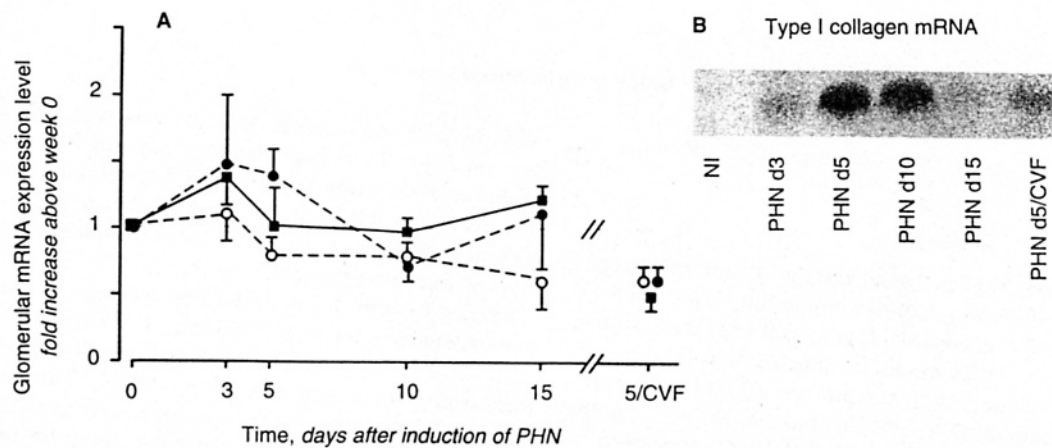 A
Glomerular mRNA expression level
fold increase above week 0
2
1
0
0 3 5 10 15 5/CVF
Time, days after induction of PHN
B
Type I collagen mRNA
NI
PHN d3
PHN d5
PHN d10
PHN d15
PHN d5/CVF